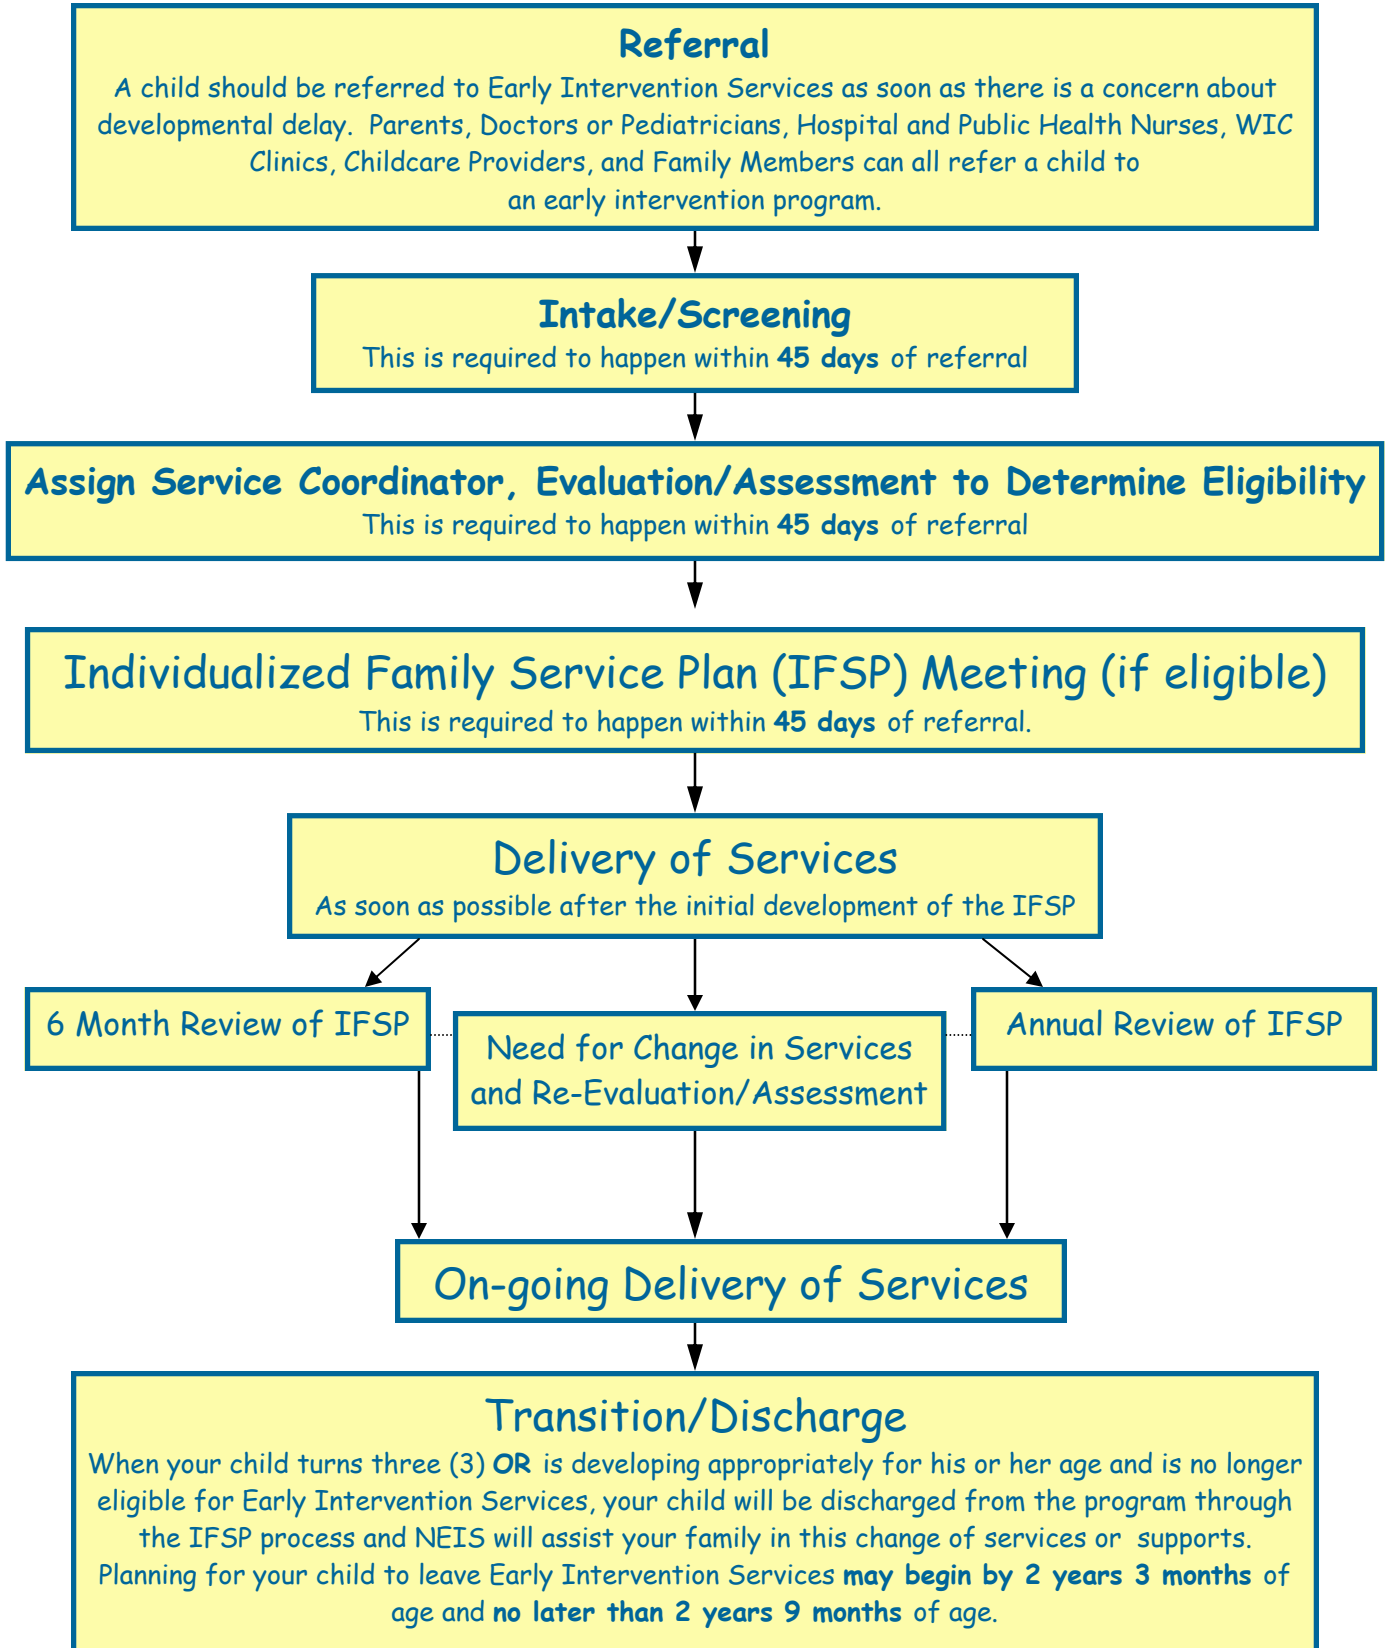 Referral
A child should be referred to Early Intervention Services as soon as there is a concern about
developmental delay.  Parents, Doctors or Pediatricians, Hospital and Public Health Nurses, WIC
Clinics, Childcare Providers, and Family Members can all refer a child to
an early intervention program.
Intake/Screening
This is required to happen within 45 days of referral
Assign Service Coordinator, Evaluation/Assessment to Determine Eligibility
This is required to happen within 45 days of referral
Individualized Family Service Plan (IFSP) Meeting (if eligible)
This is required to happen within 45 days of referral.
Delivery of Services
As soon as possible after the initial development of the IFSP
6 Month Review of IFSP
Need for Change in Services
and Re-Evaluation/Assessment
Annual Review of IFSP
On-going Delivery of Services
Transition/Discharge
When your child turns three (3) OR is developing appropriately for his or her age and is no longer
eligible for Early Intervention Services, your child will be discharged from the program through
the IFSP process and NEIS will assist your family in this change of services or  supports.
Planning for your child to leave Early Intervention Services may begin by 2 years 3 months of
age and no later than 2 years 9 months of age.